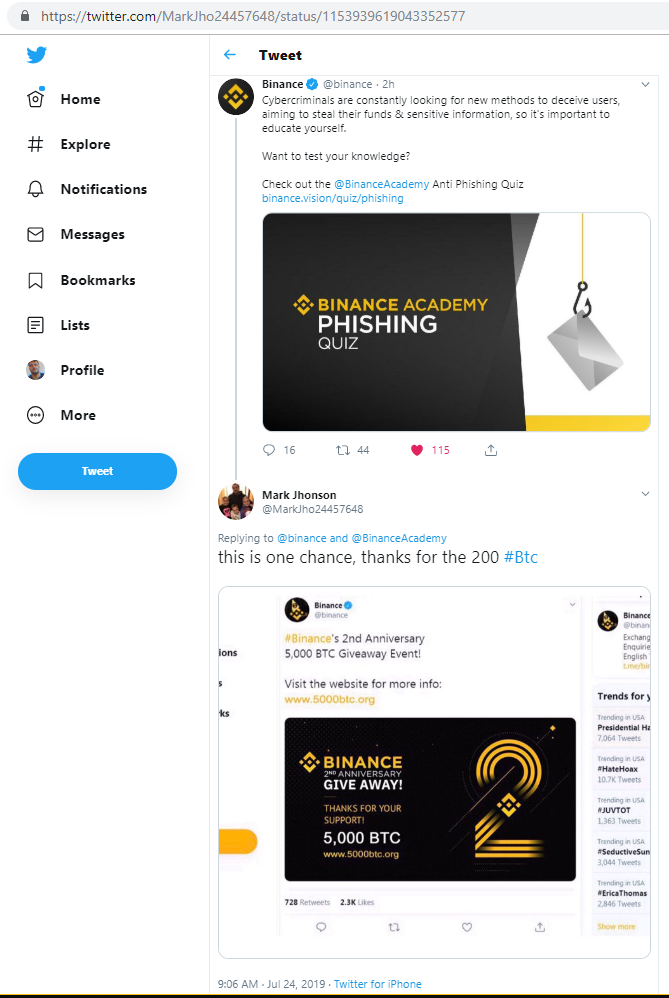 https://twitter.com/MarkJho24457648/status/1153939619043352577
Home
Explore
Notifications
Messages
Bookmarks
Lists
Profile
More
Tweet
Tweet
Binance @binance · 2h
Cybercriminals are constantly looking for new methods to deceive users,
aiming to steal their funds & sensitive information, so it's important to
educate yourself.
Want to test your knowledge?
Check out the @BinanceAcademy Anti Phishing Quiz
binance.vision/quiz/phishing
BINANCE ACADEMY
PHISHING
QUIZ
16 44 115
Mark Jhonson
@MarkJho24457648
Replying to @binance and @BinanceAcademy
this is one chance, thanks for the 200 #Btc
ions
s
ks
Binance
@binance
#Binance's 2nd Anniversary
5,000 BTC Giveaway Event!
Visit the website for more info:
www.5000btc.org
BINANCE
2ND ANNIVERSARY
GIVE AWAY!
THANKS FOR YOUR
SUPPORT!
5,000 BTC
www.5000btc.org
2
728 Retweets 2.3K Likes
Binance
@binan
Exchang
Enquirie
English
t.me/bin
Trends for y
Trending in USA
Presidential Ha
7,064 Tweets
Trending in USA
#HateHoax
10.7K Tweets
Trending in USA
#JUVTOT
1,363 Tweets
Trending in USA
#SeductiveSun
3,044 Tweets
Trending in USA
#EricaThomas
2,846 Tweets
Show more
9:06 AM · Jul 24, 2019 · Twitter for iPhone